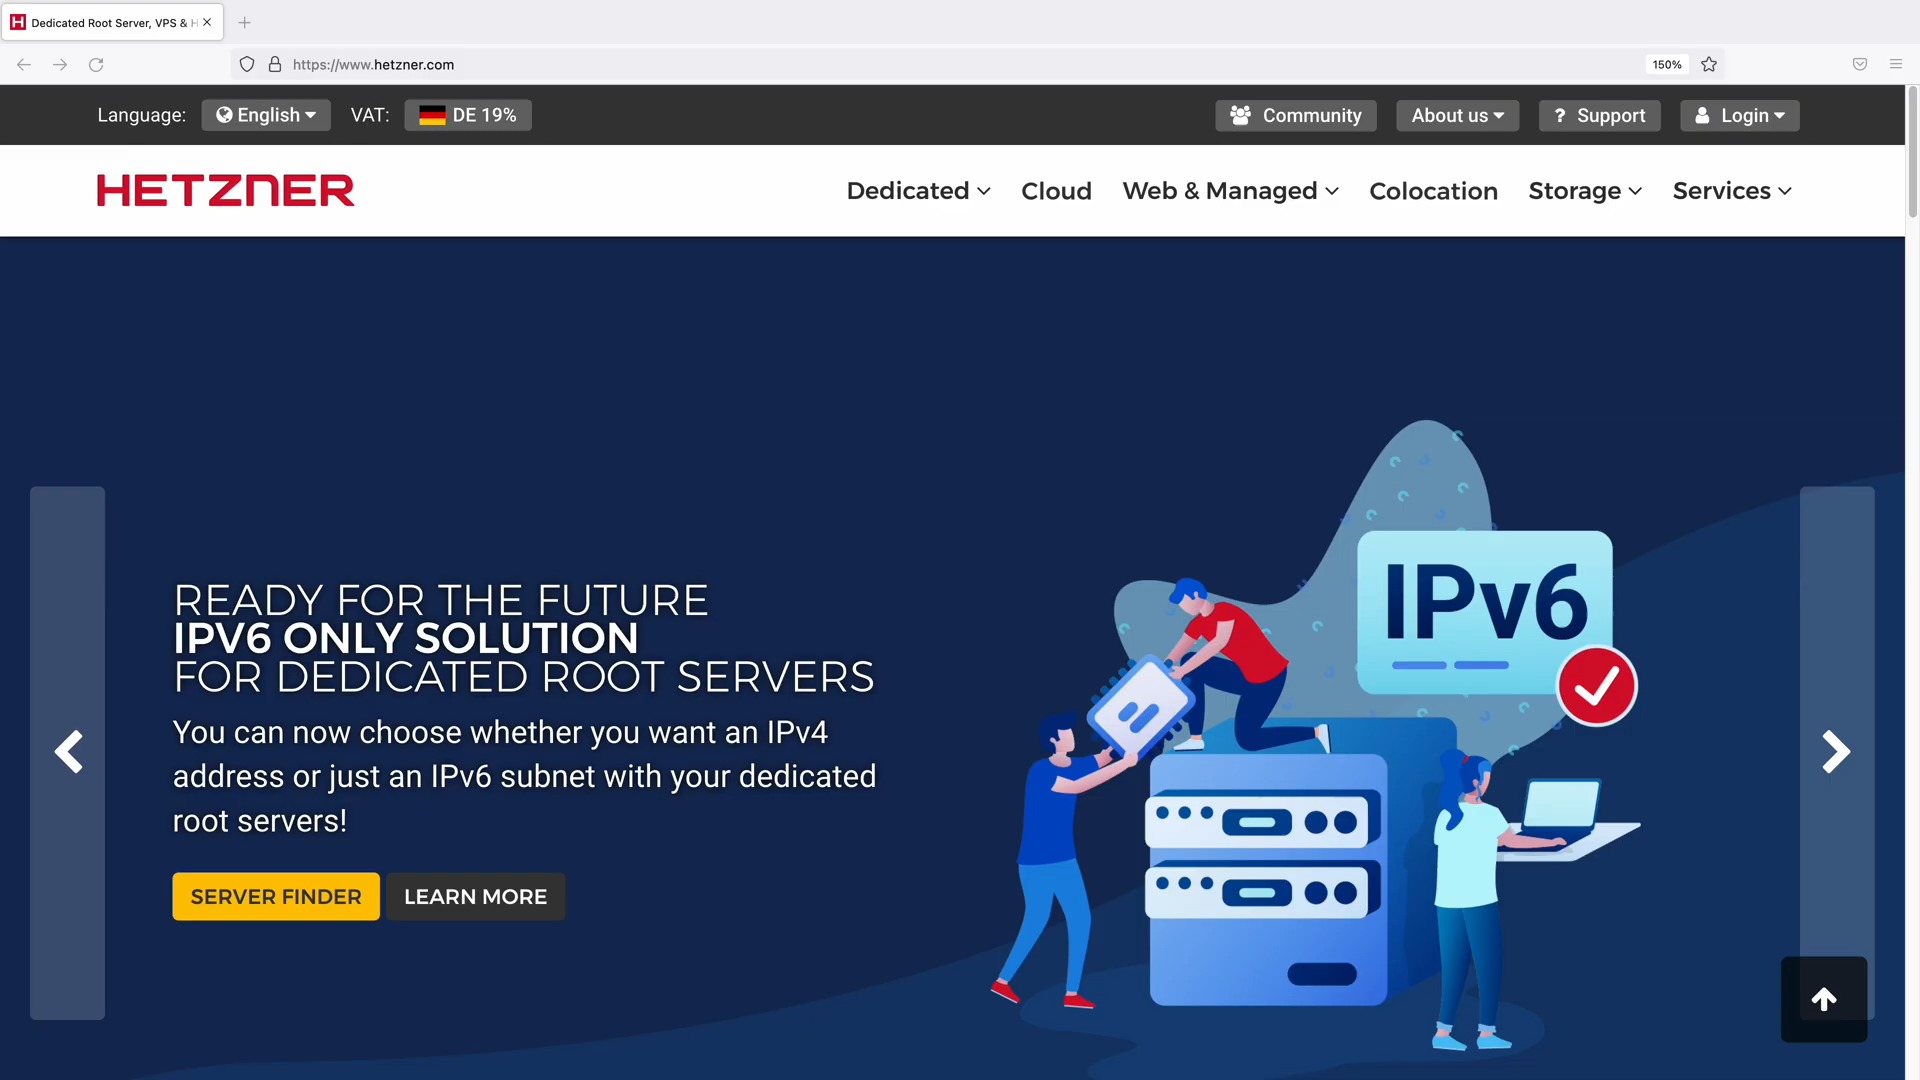 Dedicated Root Server, VPS & H
https://www.hetzner.com
150%
Language: English VAT: DE 19% Community About us ? Support Login
HETZNER Dedicated Cloud Web & Managed Colocation Storage Services
READY FOR THE FUTURE
IPV6 ONLY SOLUTION
FOR DEDICATED ROOT SERVERS
You can now choose whether you want an IPv4
address or just an IPv6 subnet with your dedicated
root servers!
SERVER FINDER LEARN MORE
IPv6